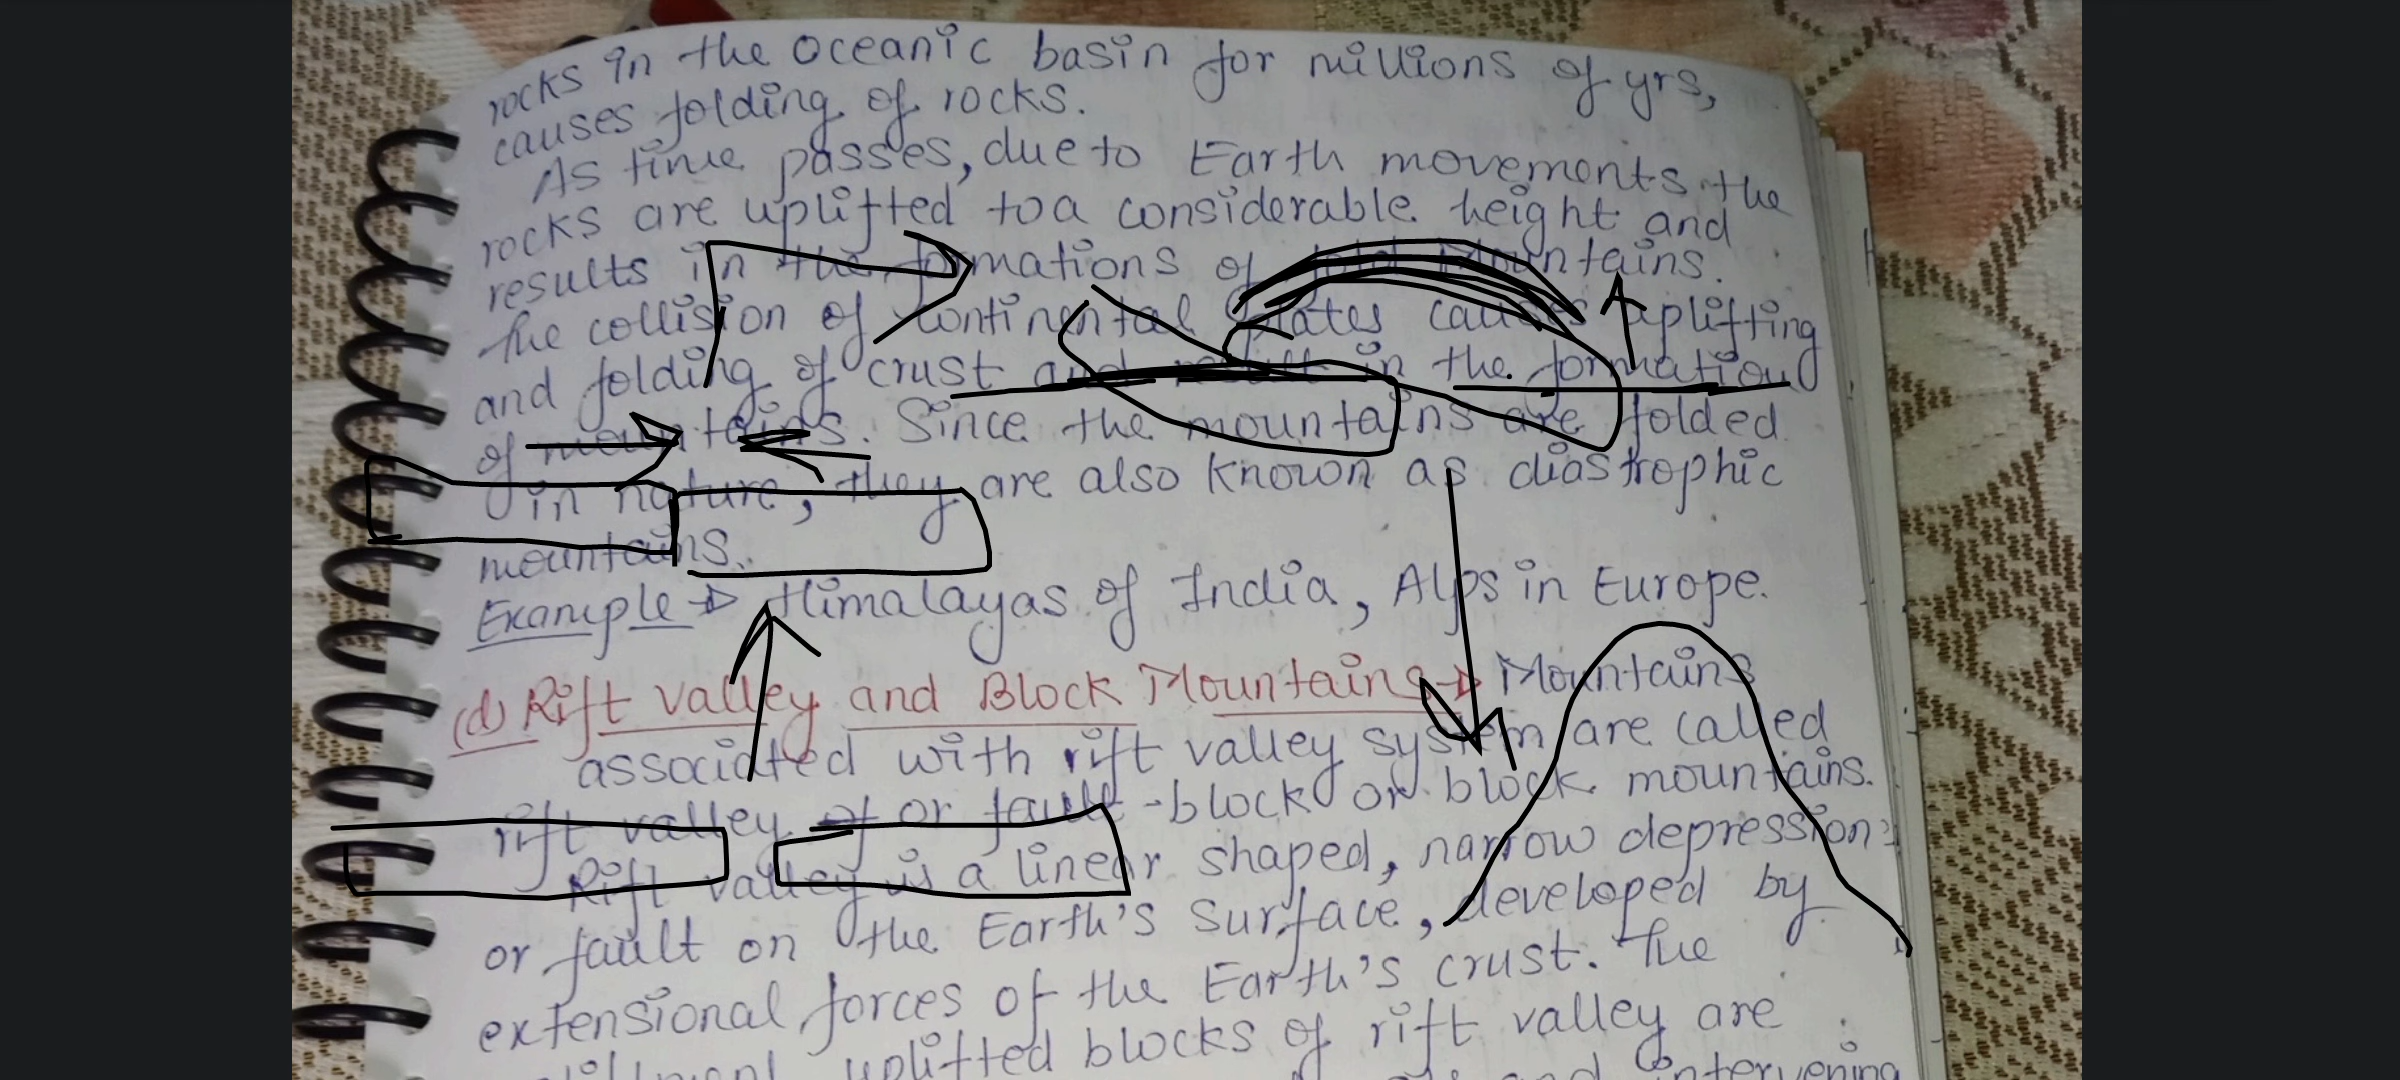 rocks in the oceanic basin for millions of yrs,
causes folding of rocks.
As time passes, due to Earth movements the
rocks are uplifted to a considerable height and
results in the formations of fold Mountains.
The collision of continental plates causes uplifting
and folding of crust and result in the formation
of mountains. Since the mountains are folded
in nature, they are also known as diastrophic
mountains.
Example → Himalayas of India, Alps in Europe.
(d) Rift valley and Block Mountains → Mountains
associated with rift valley system are called
rift valley of or fault-block or block mountains.
Rift valley is a linear shaped, narrow depression
or fault on the Earth's surface, developed by
extensional forces of the Earth's crust. The
uplifted blocks of rift valley are
and intervening